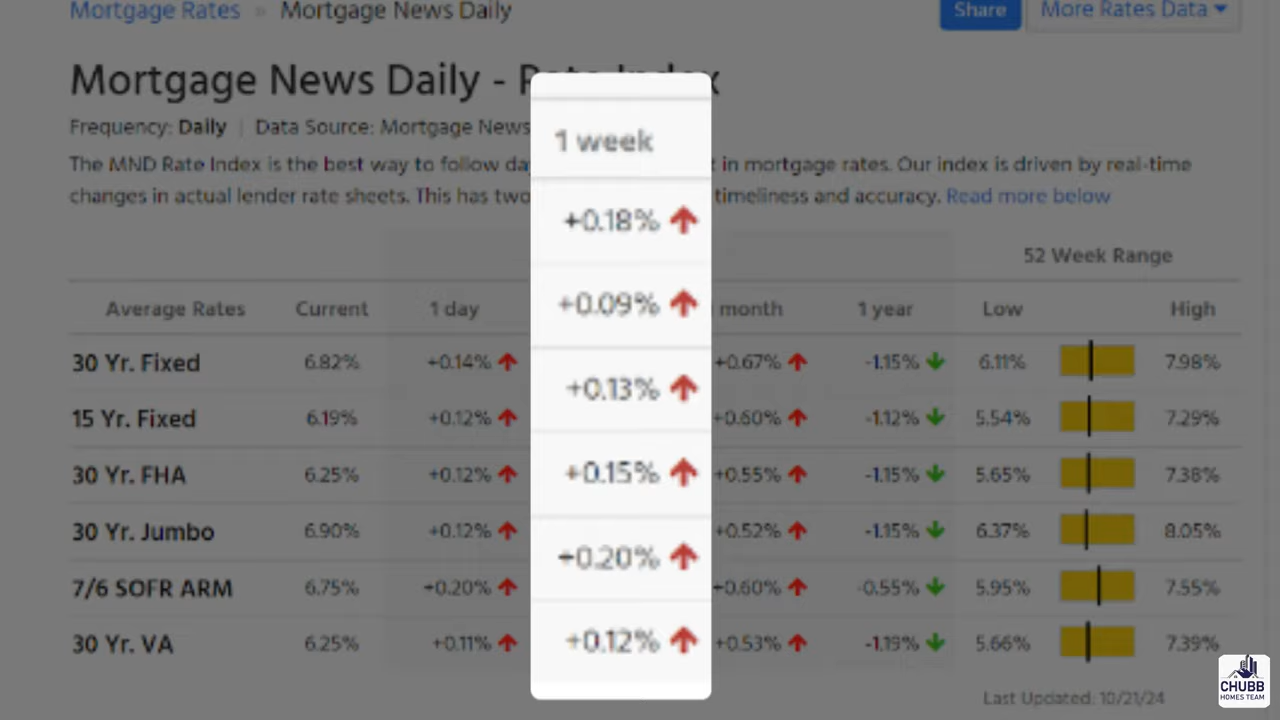 Mortgage Rates » Mortgage News Daily
Share
More Rates Data
Mortgage News Daily - Rate Index
Frequency: Daily | Data Source: Mortgage News
The MND Rate Index is the best way to follow in mortgage rates. Our index is driven by real-time
changes in actual lender rate sheets. This has two timeliness and accuracy. Read more below
52 Week Range
Average Rates Current 1 day 1 week month 1 year Low High
30 Yr. Fixed 6.82% +0.14% +0.18% +0.67% -1.15% 6.11% 7.98%
15 Yr. Fixed 6.19% +0.12% +0.09% +0.60% -1.12% 5.54% 7.29%
30 Yr. FHA 6.25% +0.12% +0.13% +0.55% -1.15% 5.65% 7.38%
30 Yr. Jumbo 6.90% +0.12% +0.15% +0.52% -1.15% 6.37% 8.05%
7/6 SOFR ARM 6.75% +0.20% +0.20% +0.60% -0.55% 5.95% 7.55%
30 Yr. VA 6.25% +0.11% +0.12% +0.53% -1.19% 5.66% 7.39%
Last Updated: 10/21/24
CHUBB
HOMES TEAM